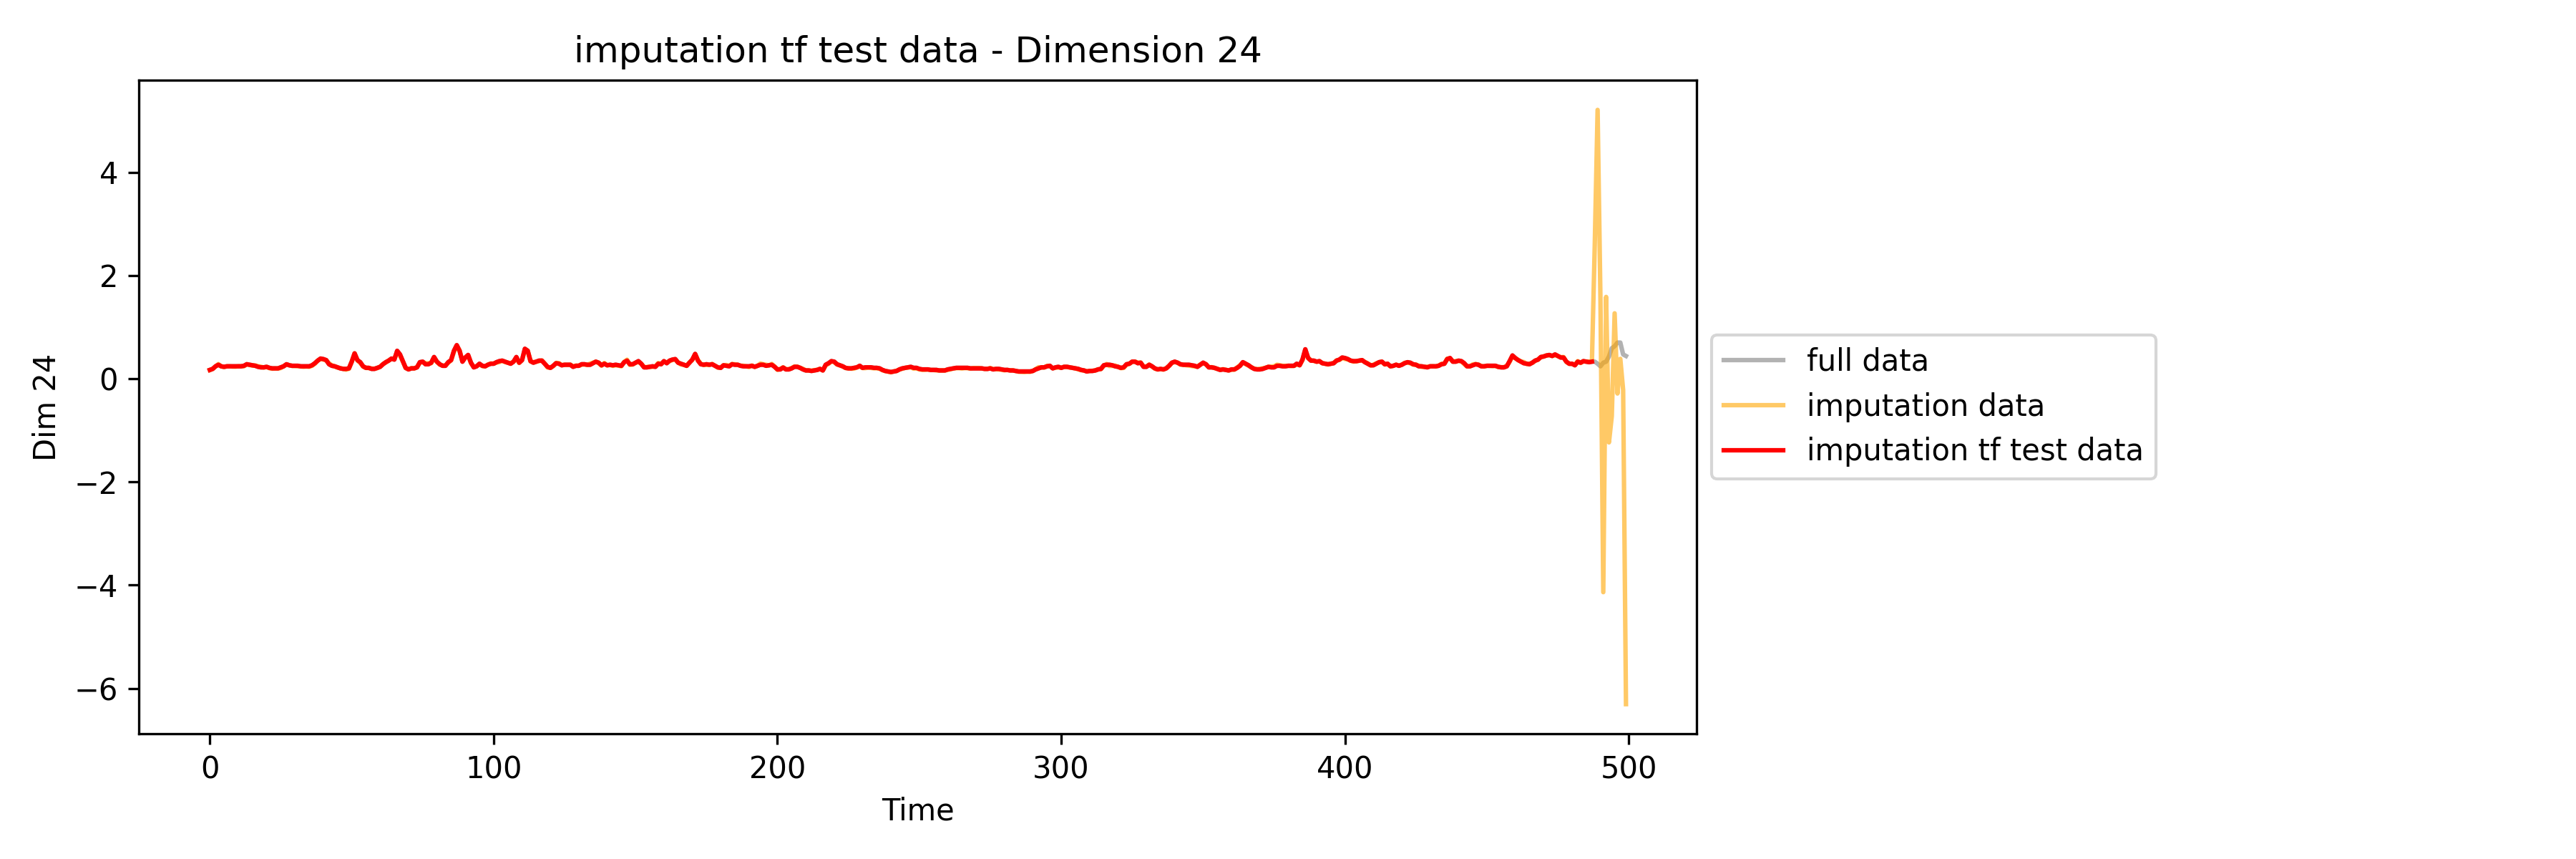 imputation tf test data - Dimension 24
Dim 24
4
2
0
−2
−4
−6
0 100 200 300 400 500
Time
full data
imputation data
imputation tf test data